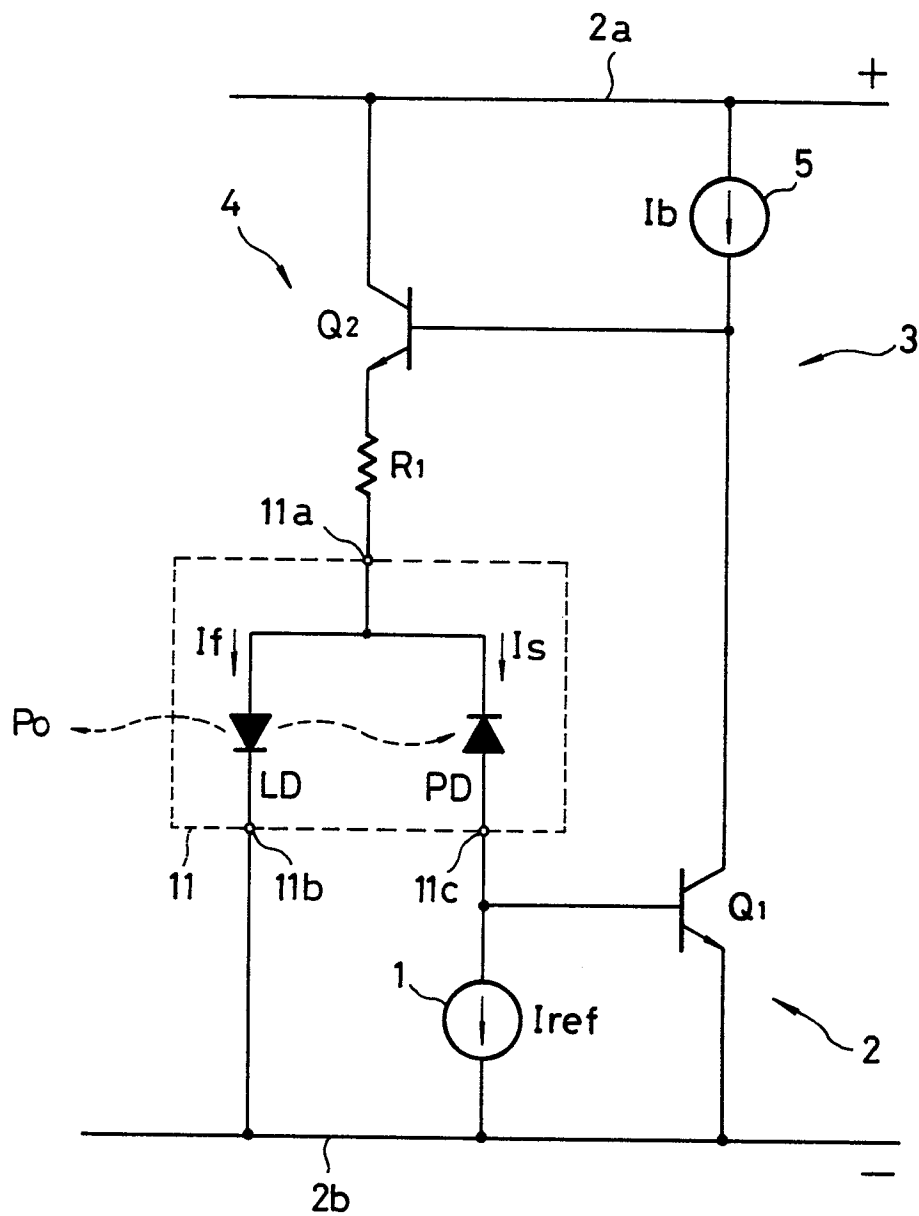 2a
+
5
Ib
4
Q2
3
R1
11a
If
Is
Po
LD
PD
11
11b
11c
Q1
1
Iref
2
2b
−